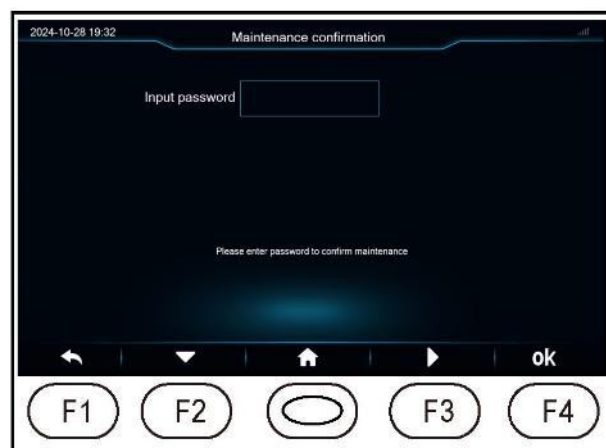 2024-10-28 19:32
Maintenance confirmation
Input password
Please enter password to confirm maintenance
ok
F1
F2
F3
F4